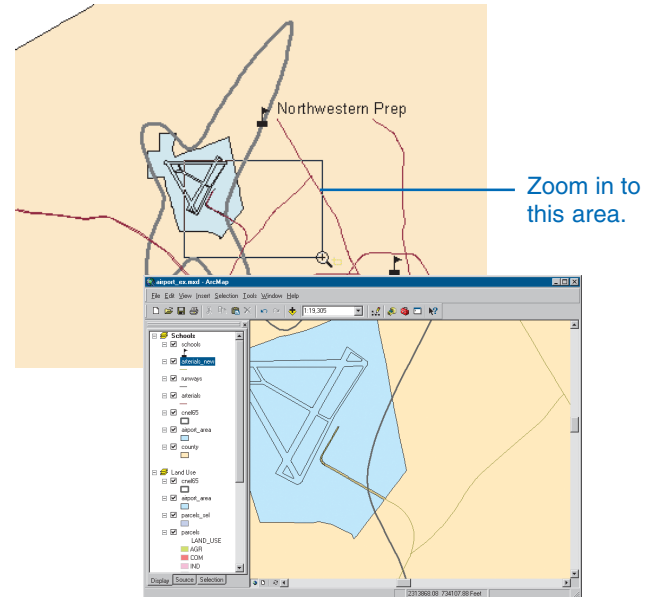 Northwestern Prep
Zoom in to
this area.
airport_ex.mxd - ArcMap
File Edit View Insert Selection Tools Window Help
1:19,305
Schools
schools
arterials_new
runways
arterials
cnel65
airport_area
county
Land Use
cnel65
airport_area
parcels_sel
parcels
LAND_USE
AGR
COM
IND
Display Source Selection
2313868.08 734107.88 Feet